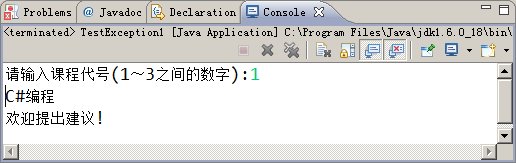 Problems @ Javadoc Declaration Console
<terminated> TestException1 [Java Application] C:\Program Files\Java\jdk1.6.0_18\bin\
请输入课程代号(1～3之间的数字):1
C#编程
欢迎提出建议!